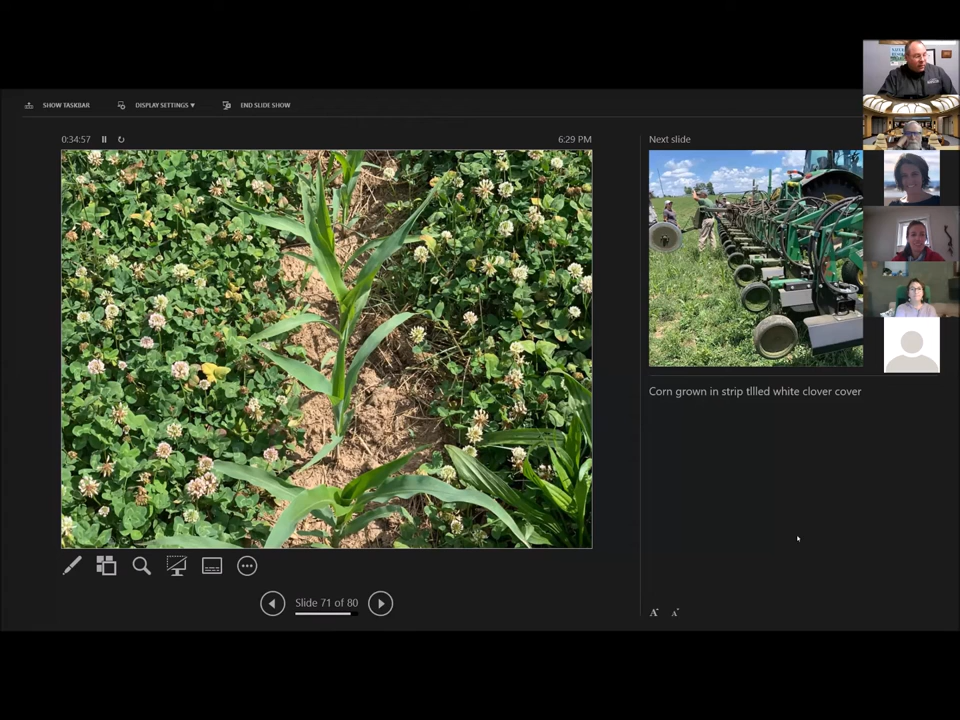 SHOW TASKBAR
DISPLAY SETTINGS ▾
END SLIDE SHOW
0:34:57
6:29 PM
Next slide
Corn grown in strip tllled white clover cover
Slide 71 of 80
A A